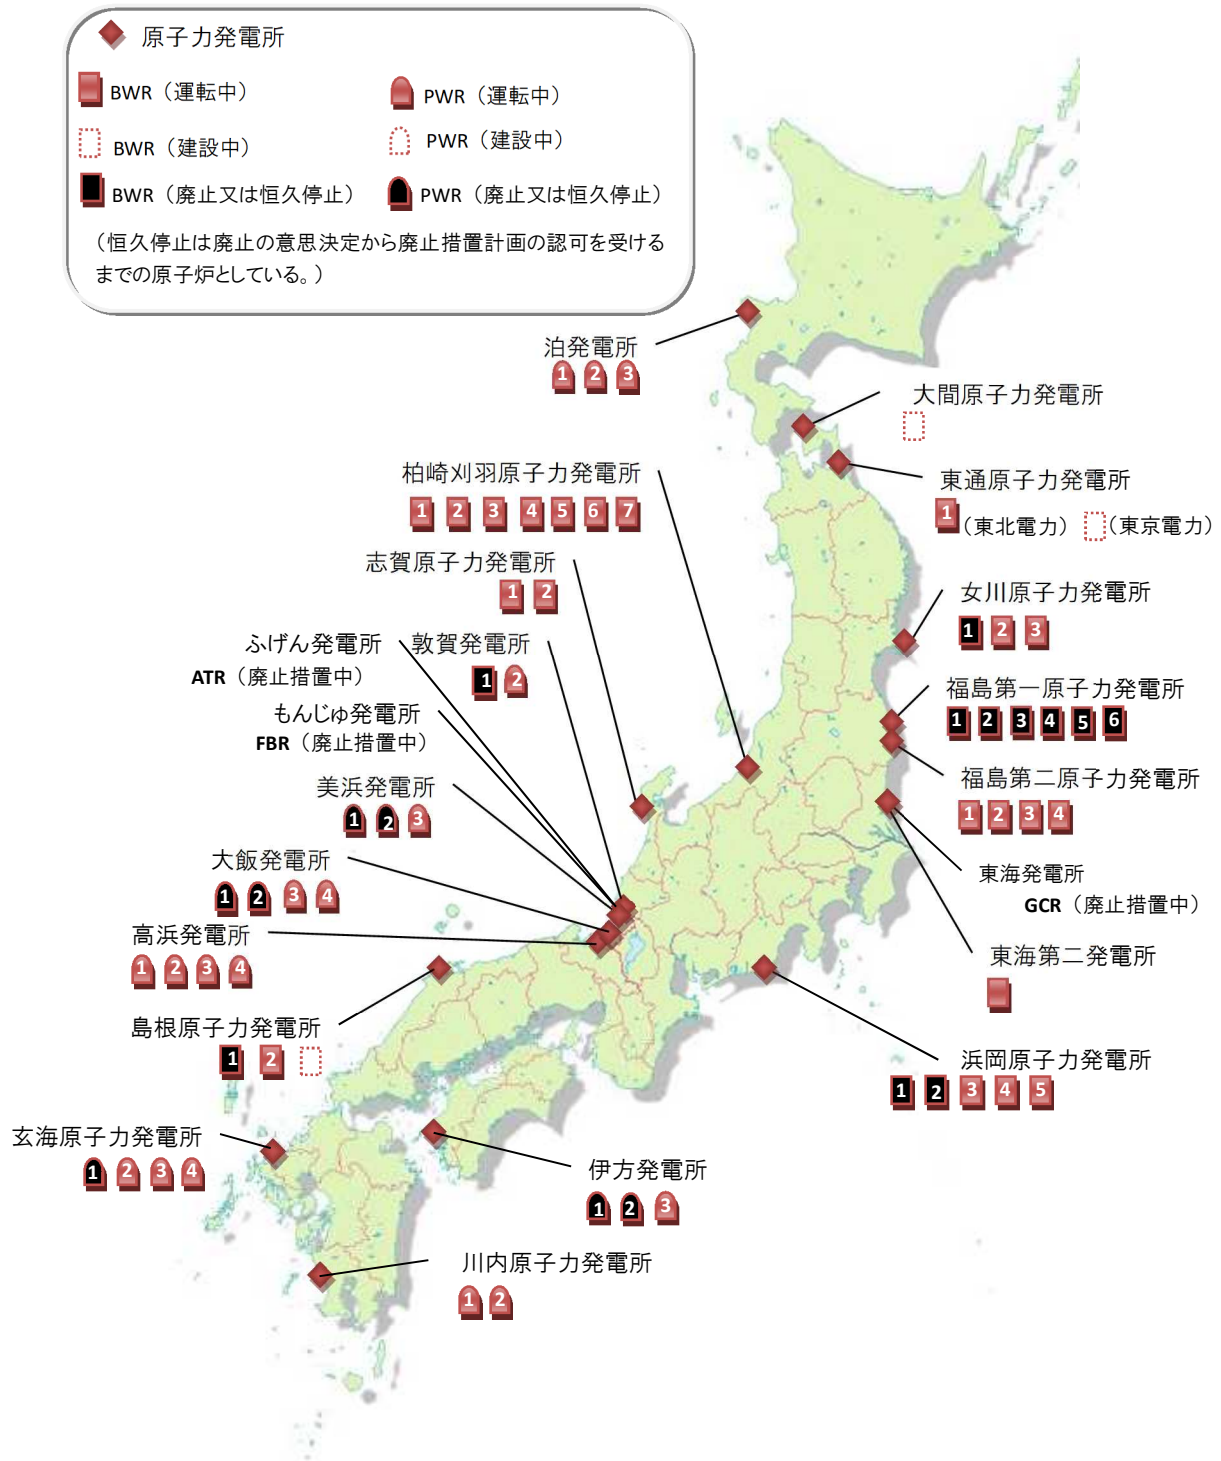 原子力発電所
BWR（運転中）
PWR（運転中）
BWR（建設中）
PWR（建設中）
BWR（廃止又は恒久停止）
PWR（廃止又は恒久停止）
（恒久停止は廃止の意思決定から廃止措置計画の認可を受ける
までの原子炉としている。）
泊発電所
1 2 3
大間原子力発電所
柏崎刈羽原子力発電所
1 2 3 4 5 6 7
東通原子力発電所
1（東北電力）（東京電力）
志賀原子力発電所
1 2
女川原子力発電所
1 2 3
ふげん発電所
ATR（廃止措置中）
敦賀発電所
1 2
もんじゅ発電所
FBR（廃止措置中）
福島第一原子力発電所
1 2 3 4 5 6
福島第二原子力発電所
1 2 3 4
美浜発電所
1 2 3
大飯発電所
1 2 3 4
東海発電所
GCR（廃止措置中）
高浜発電所
1 2 3 4
東海第二発電所
島根原子力発電所
1 2
浜岡原子力発電所
1 2 3 4 5
玄海原子力発電所
1 2 3 4
伊方発電所
1 2 3
川内原子力発電所
1 2